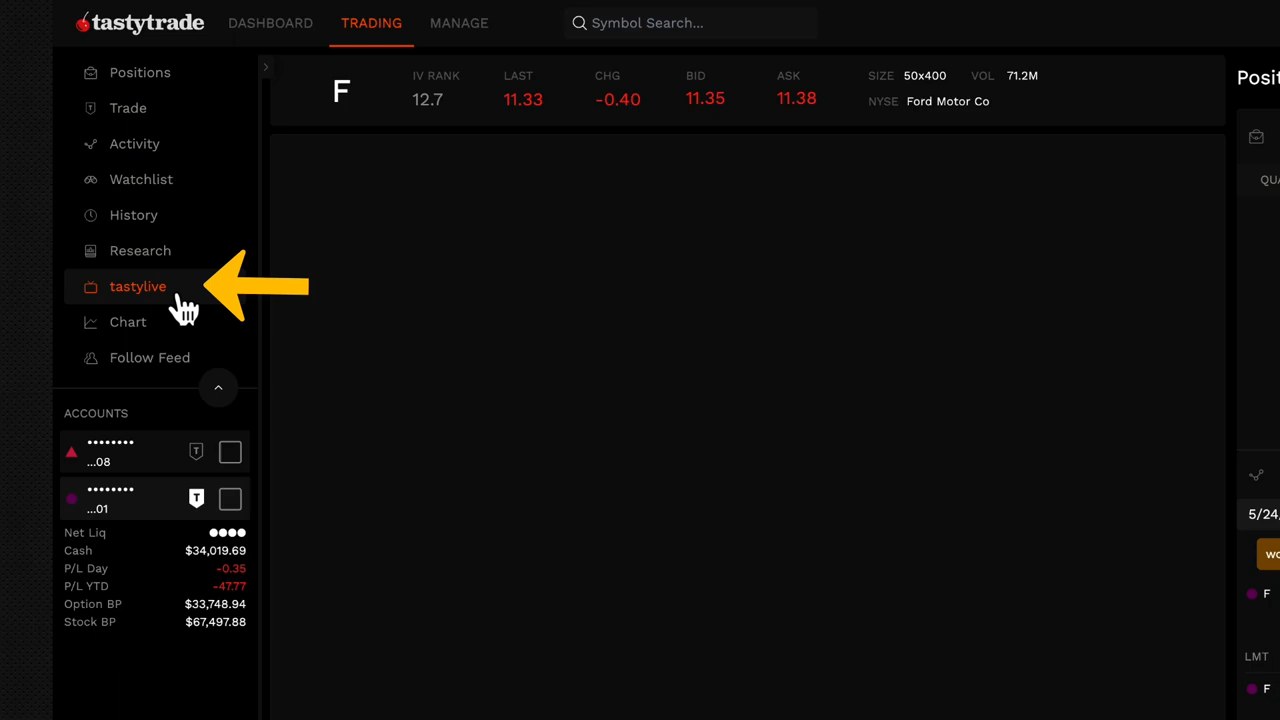 tastytrade DASHBOARD TRADING MANAGE Symbol Search...
Positions
Trade
Activity
Watchlist
History
Research
tastylive
Chart
Follow Feed
ACCOUNTS
•••••••• T
...08
•••••••• T
...01
Net Liq
Cash $34,019.69
P/L Day -0.35
P/L YTD -47.77
Option BP $33,748.94
Stock BP $67,497.88
F
IV RANK LAST CHG BID ASK
12.7 11.33 -0.40 11.35 11.38
SIZE 50x400 VOL 71.2M
NYSE Ford Motor Co
Posit
QUA
5/24,
F
LMT
F